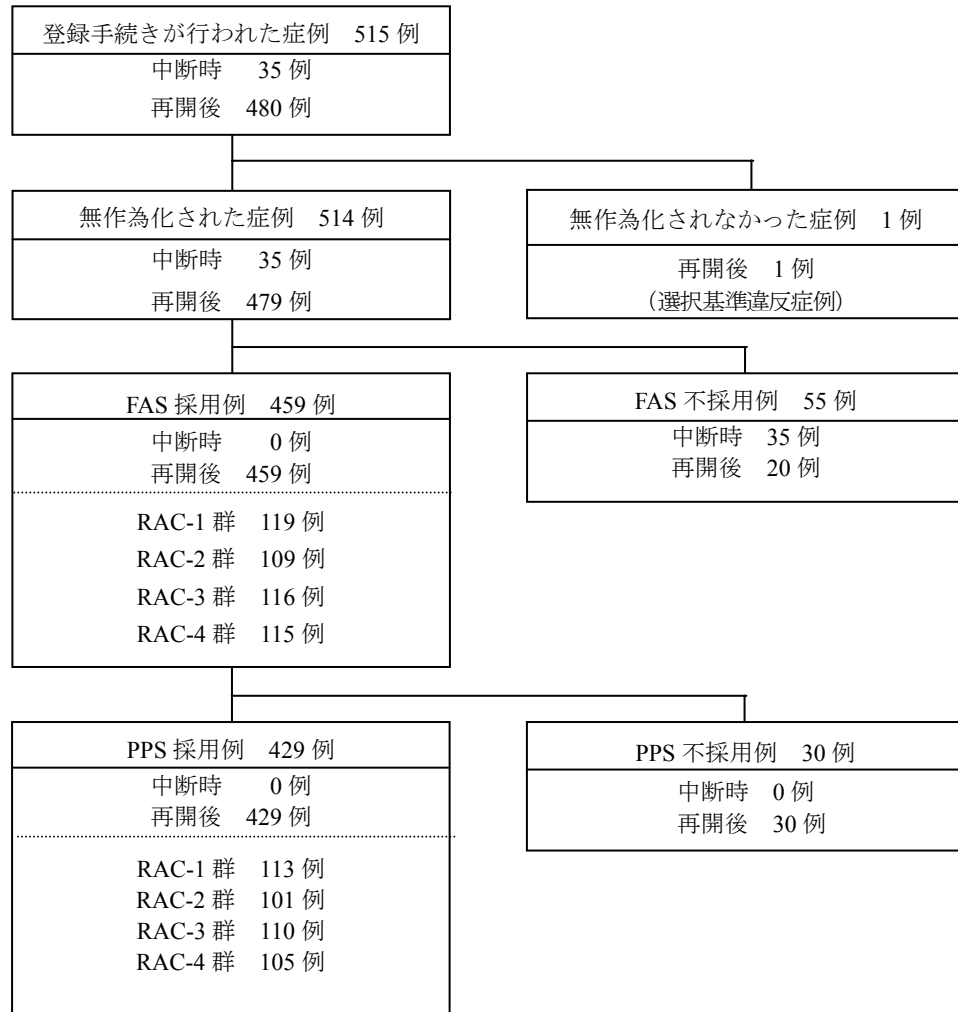 登録手続きが行われた症例 515 例
中断時 35 例
再開後 480 例
無作為化された症例 514 例
中断時 35 例
再開後 479 例
無作為化されなかった症例 1 例
再開後 1 例
（選択基準違反症例）
FAS 採用例 459 例
中断時 0 例
再開後 459 例
RAC-1 群 119 例
RAC-2 群 109 例
RAC-3 群 116 例
RAC-4 群 115 例
FAS 不採用例 55 例
中断時 35 例
再開後 20 例
PPS 採用例 429 例
中断時 0 例
再開後 429 例
RAC-1 群 113 例
RAC-2 群 101 例
RAC-3 群 110 例
RAC-4 群 105 例
PPS 不採用例 30 例
中断時 0 例
再開後 30 例